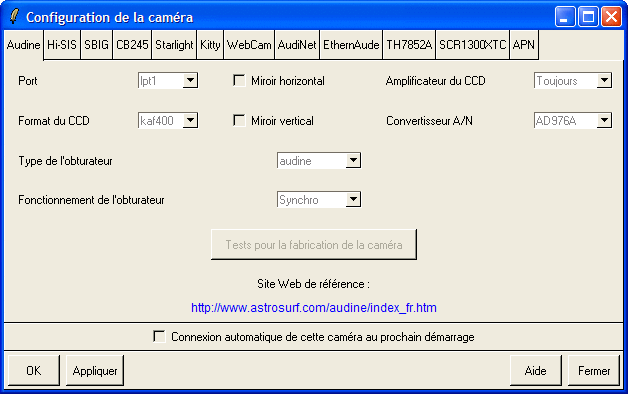 Configuration de la caméra
Audine Hi-SIS SBIG CB245 Starlight Kitty WebCam AudiNet EthernAude TH7852A SCR1300XTC APN
Port lpt1 Miroir horizontal Amplificateur du CCD Toujours
Format du CCD kaf400 Miroir vertical Convertisseur A/N AD976A
Type de l'obturateur audine
Fonctionnement de l'obturateur Synchro
Tests pour la fabrication de la caméra
Site Web de référence :
http://www.astrosurf.com/audine/index_fr.htm
Connexion automatique de cette caméra au prochain démarrage
OK Appliquer Aide Fermer